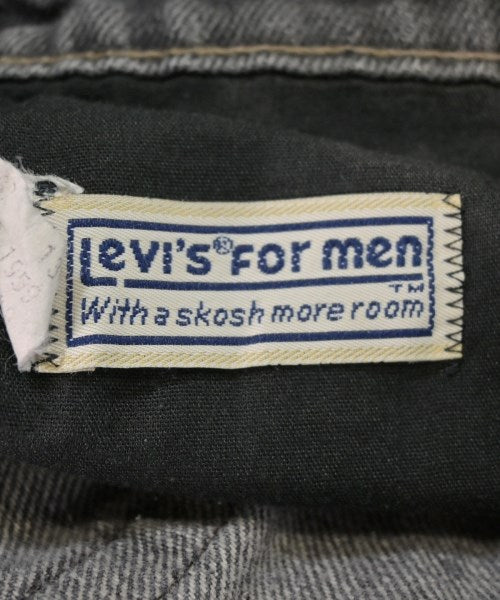 Levi's® For men
™
With a skosh more room